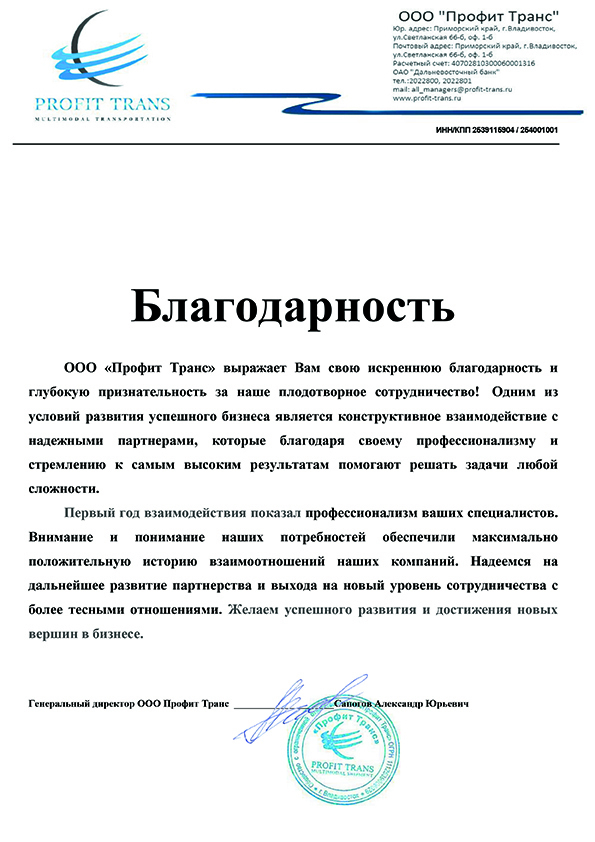 PROFIT TRANS
MULTIMODAL TRANSPORTATION
ООО "Профит Транс"
Юр. адрес: Приморский край, г.Владивосток,
ул.Светланская 66-б, оф. 1-б
Почтовый адрес: Приморский край, г.Владивосток,
ул.Светланская 66-б, оф. 1-б
Расчетный счет: 40702810300060001316
ОАО "Дальневосточный банк"
тел.:2022800, 2022801
mail: all_managers@profit-trans.ru
www.profit-trans.ru
ИНН/КПП 2539115904 / 254001001
Благодарность
ООО «Профит Транс» выражает Вам свою искреннюю благодарность и
глубокую признательность за наше плодотворное сотрудничество! Одним из
условий развития успешного бизнеса является конструктивное взаимодействие с
надежными партнерами, которые благодаря своему профессионализму и
стремлению к самым высоким результатам помогают решать задачи любой
сложности.
Первый год взаимодействия показал профессионализм ваших специалистов.
Внимание и понимание наших потребностей обеспечили максимально
положительную историю взаимоотношений наших компаний. Надеемся на
дальнейшее развитие партнерства и выхода на новый уровень сотрудничества с
более тесными отношениями. Желаем успешного развития и достижения новых
вершин в бизнесе.
Генеральный директор ООО Профит Транс Сапогов Александр Юрьевич
«Профит Транс»
PROFIT TRANS
г. Владивосток